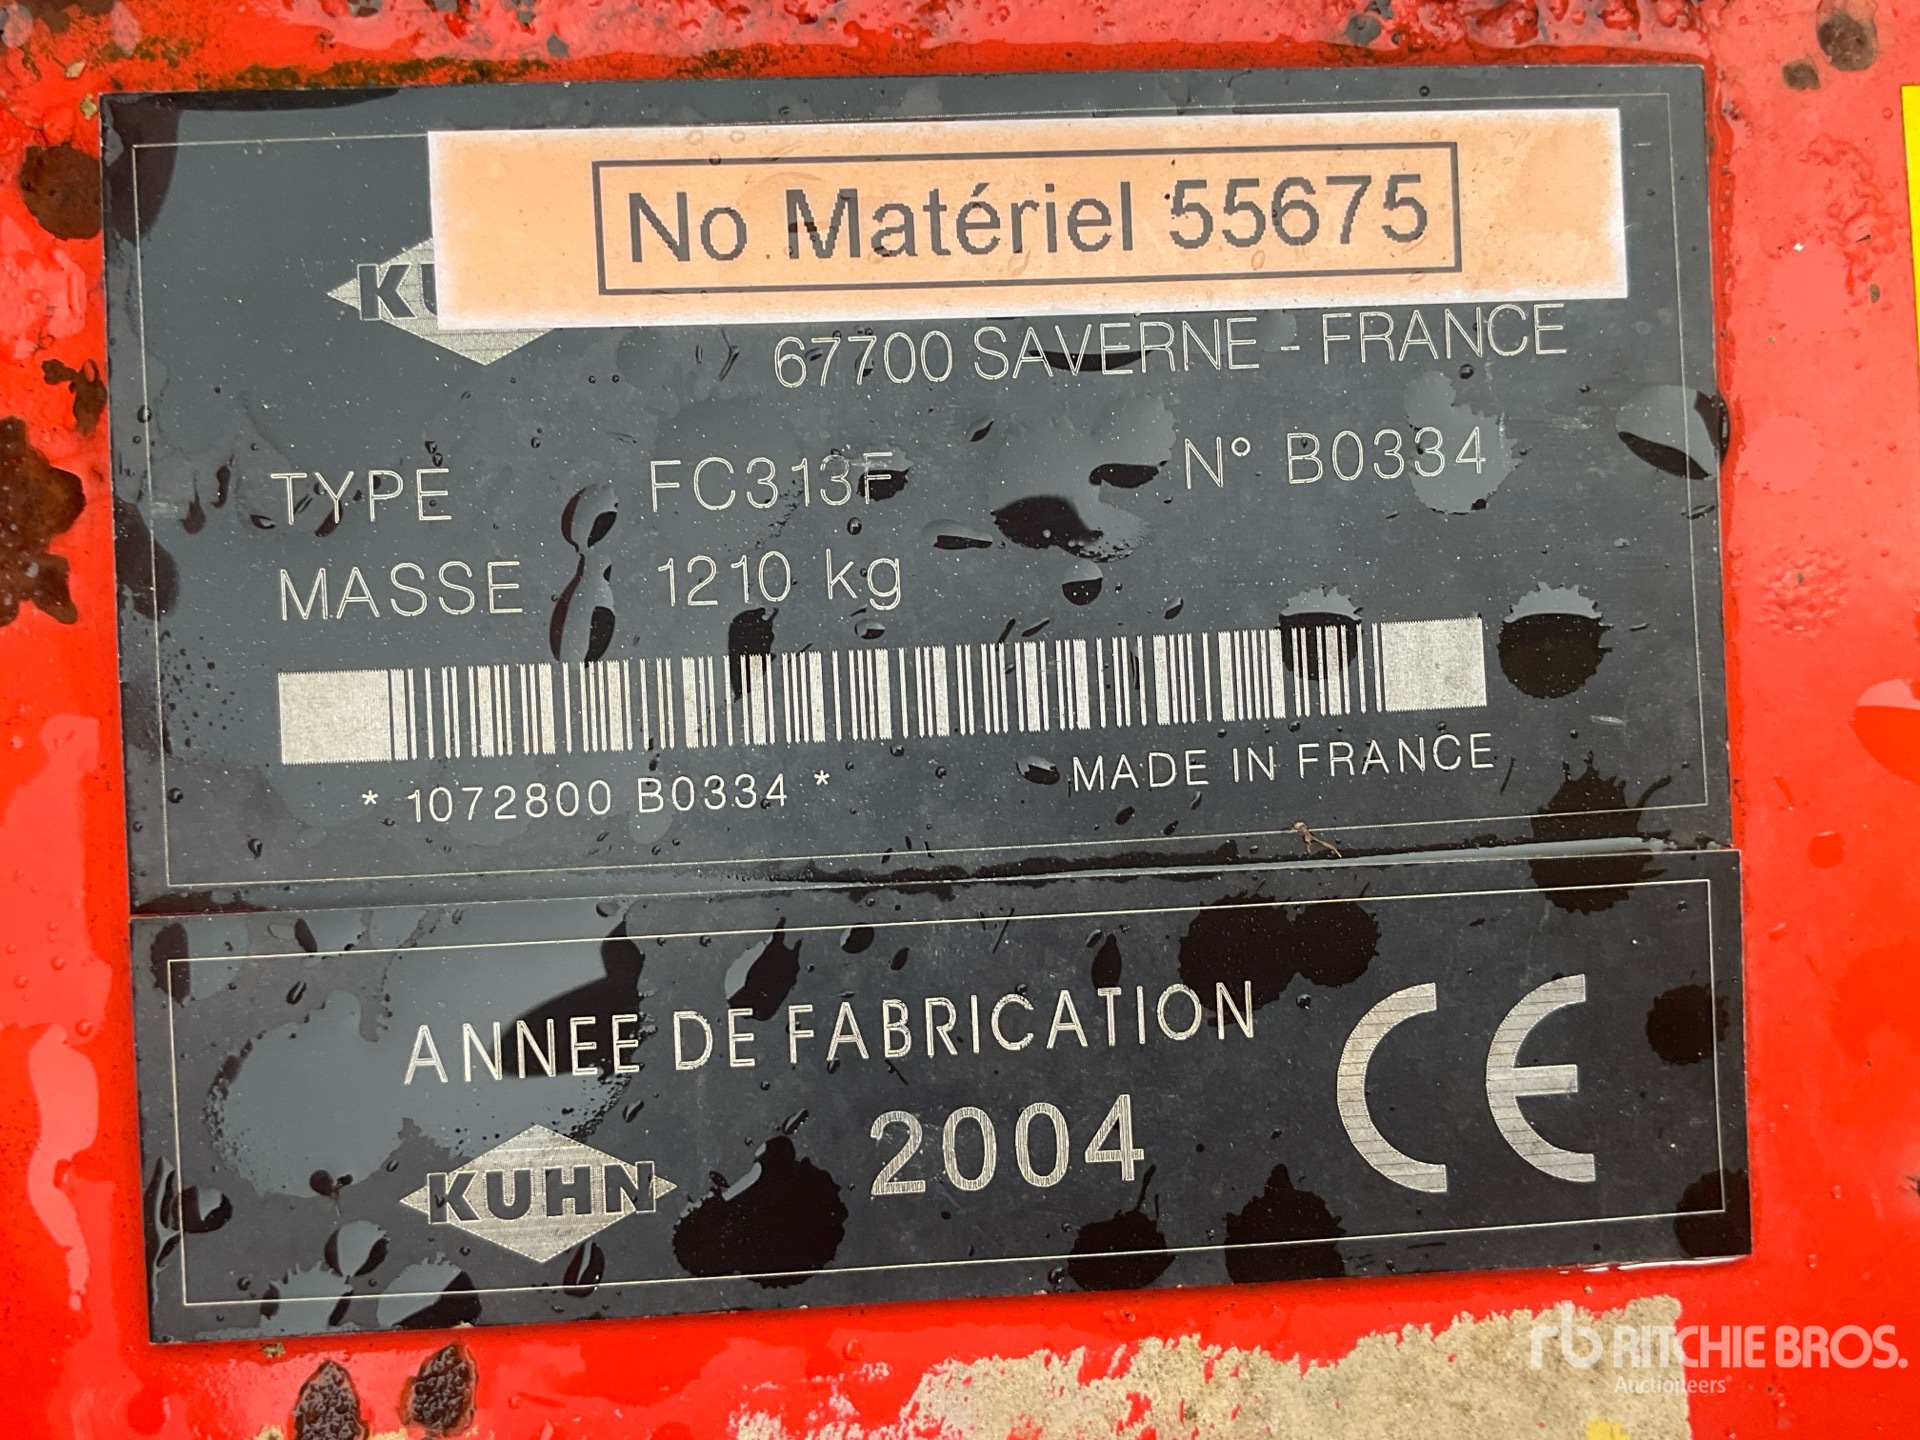 No Matériel 55675
67700 SAVERNE - FRANCE
TYPE FC313F N° B0334
MASSE 1210 kg
* 1072800 B0334 * MADE IN FRANCE
ANNEE DE FABRICATION
KUHN 2004 CE
rb RITCHIE BROS.
Auctioneers